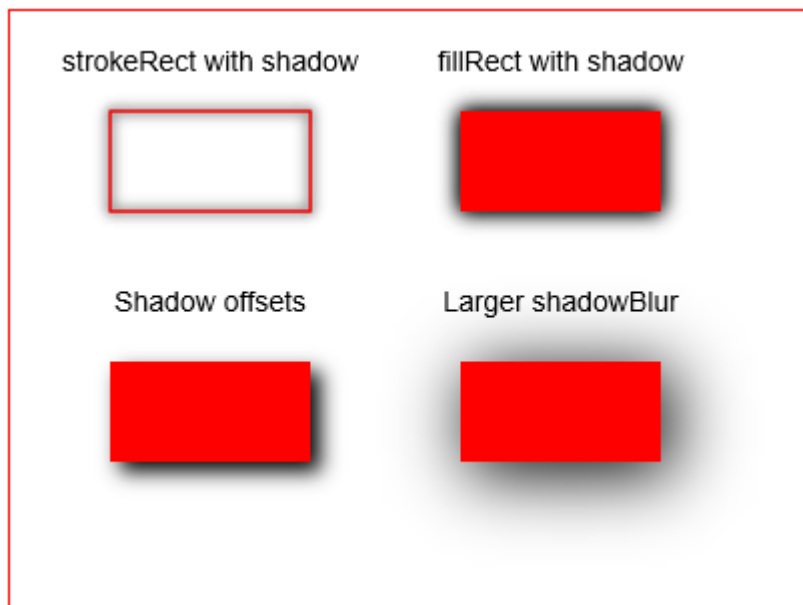 strokeRect with shadow
fillRect with shadow
Shadow offsets
Larger shadowBlur